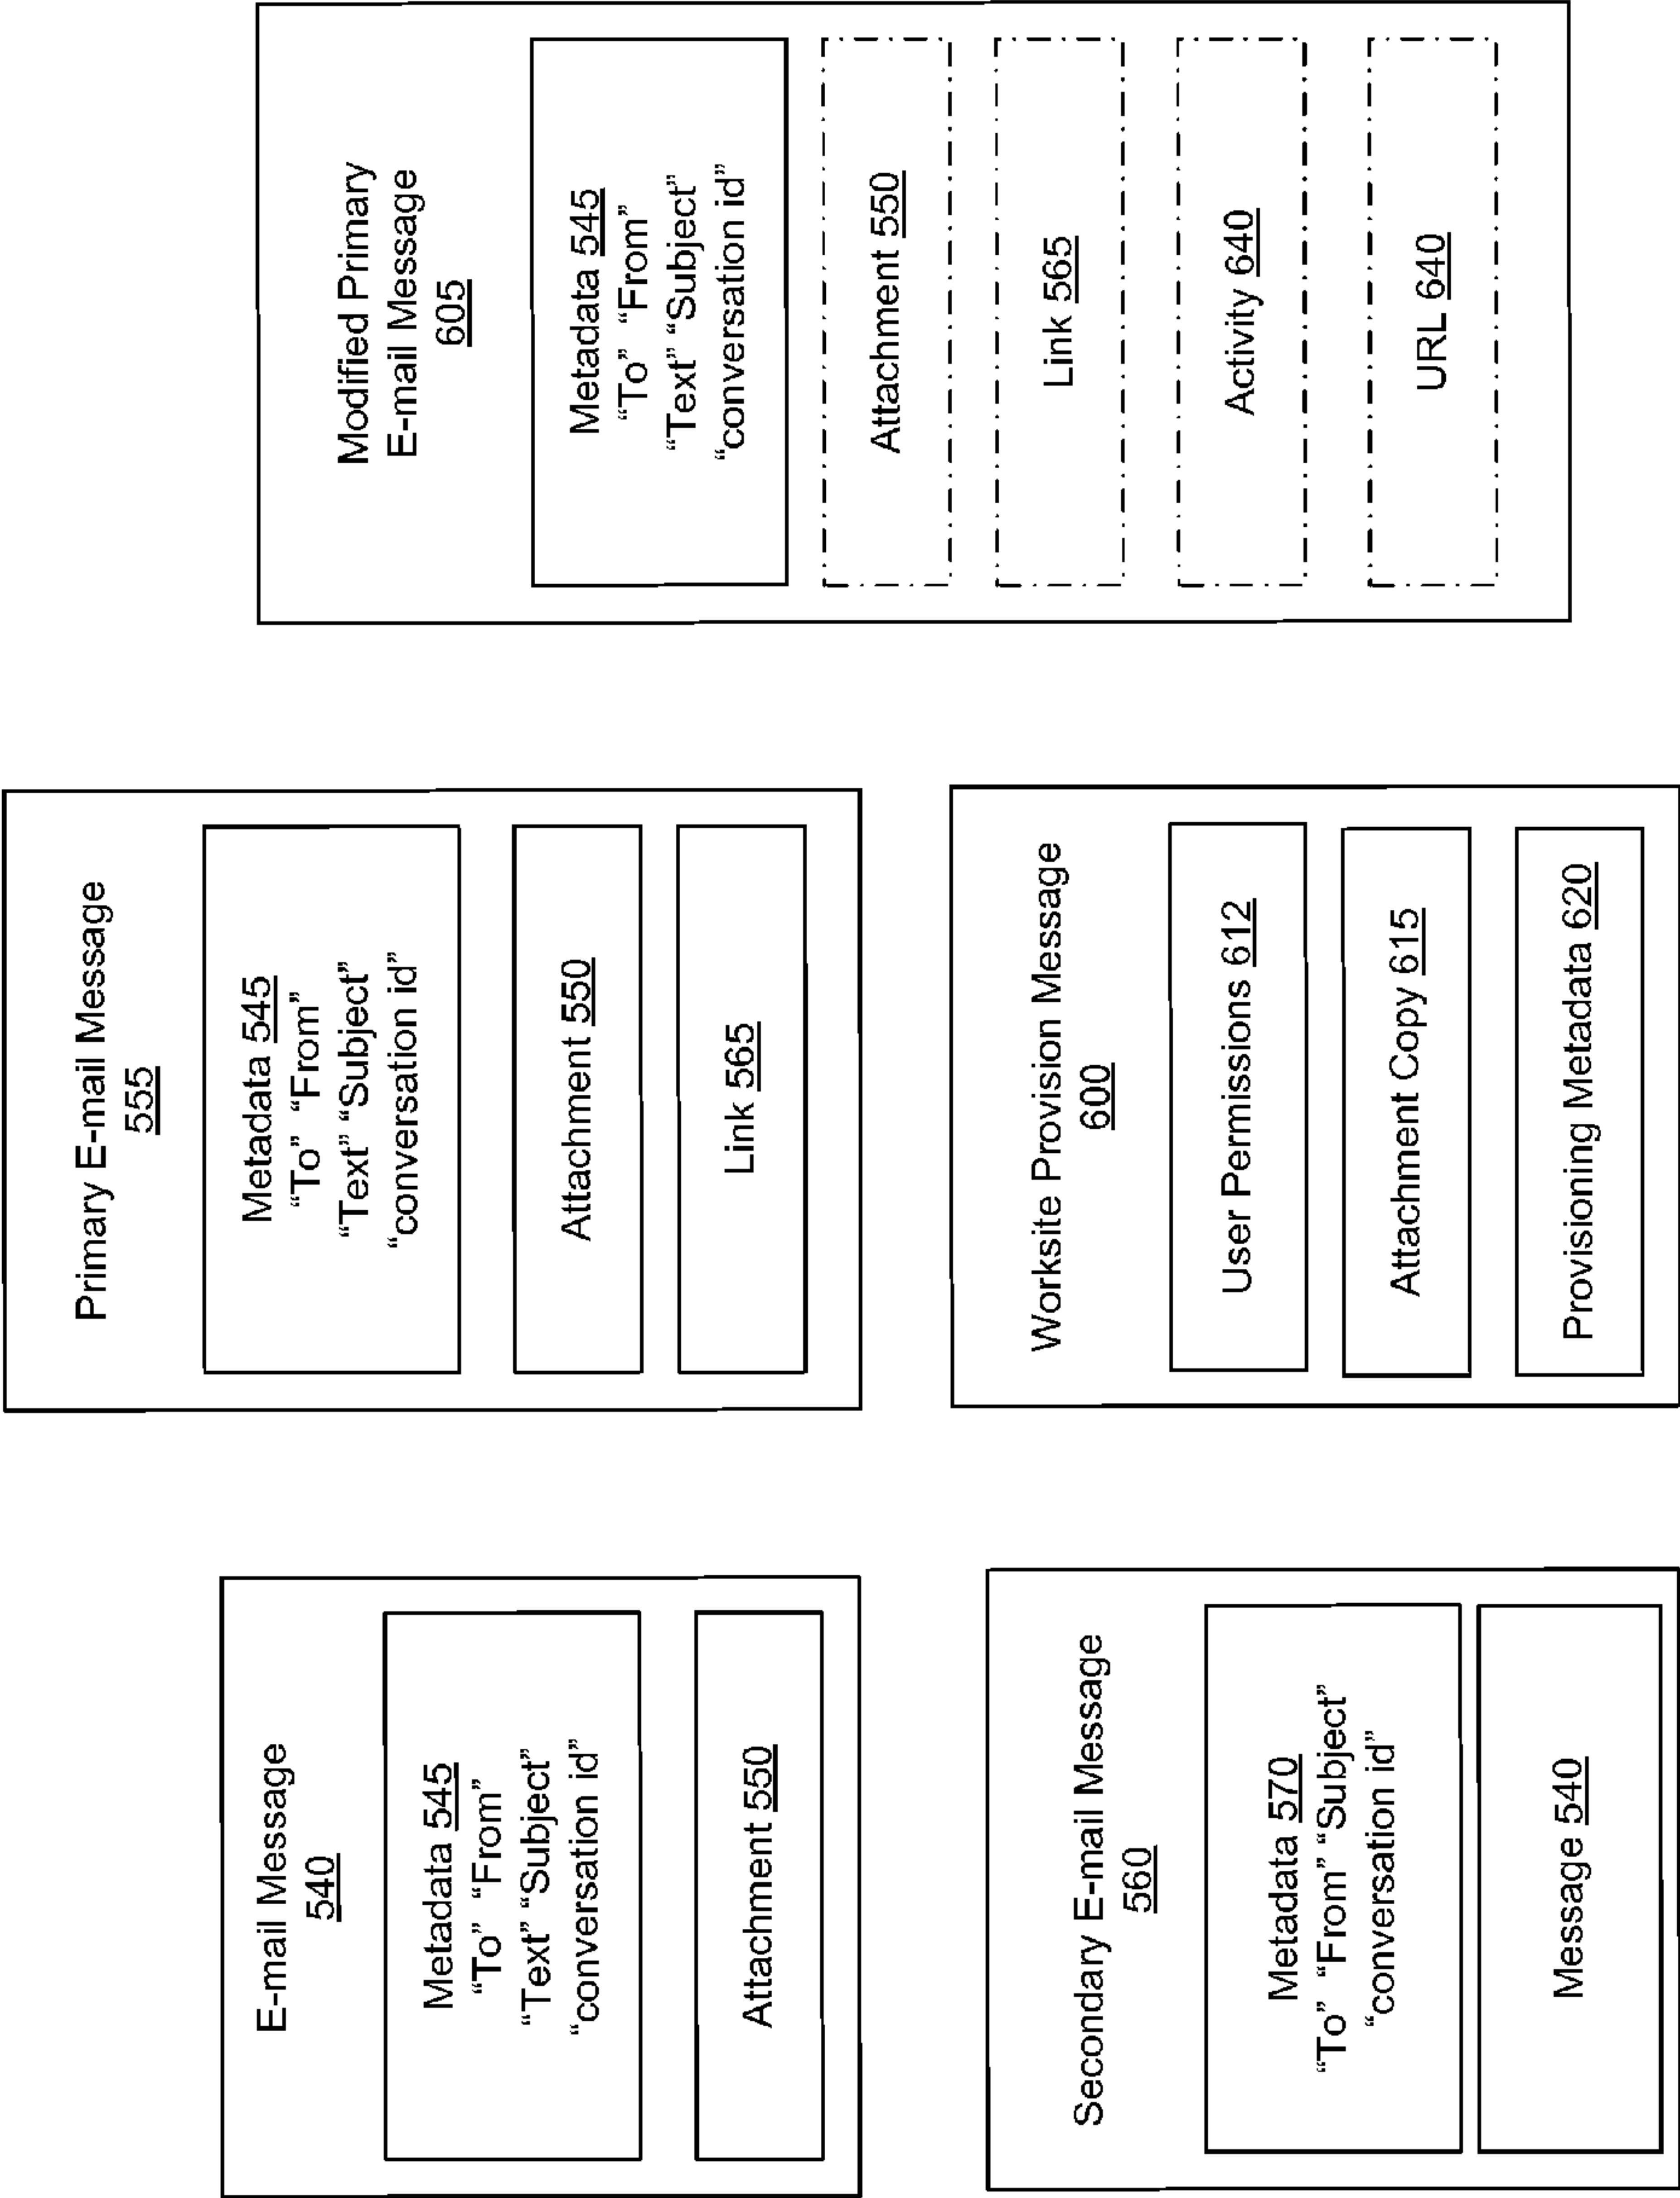 E-mail Message
540
Metadata 545
“To” “From”
“Text” “Subject”
“conversation id”
Attachment 550
Secondary E-mail Message
560
Metadata 570
“To” “From” “Subject”
“conversation id”
Message 540
Primary E-mail Message
555
Metadata 545
“To” “From”
“Text” “Subject”
“conversation id”
Attachment 550
Link 565
Worksite Provision Message
600
User Permissions 612
Attachment Copy 615
Provisioning Metadata 620
Modified Primary
E-mail Message
605
Metadata 545
“To” “From”
“Text” “Subject”
“conversation id”
Attachment 550
Link 565
Activity 640
URL 640